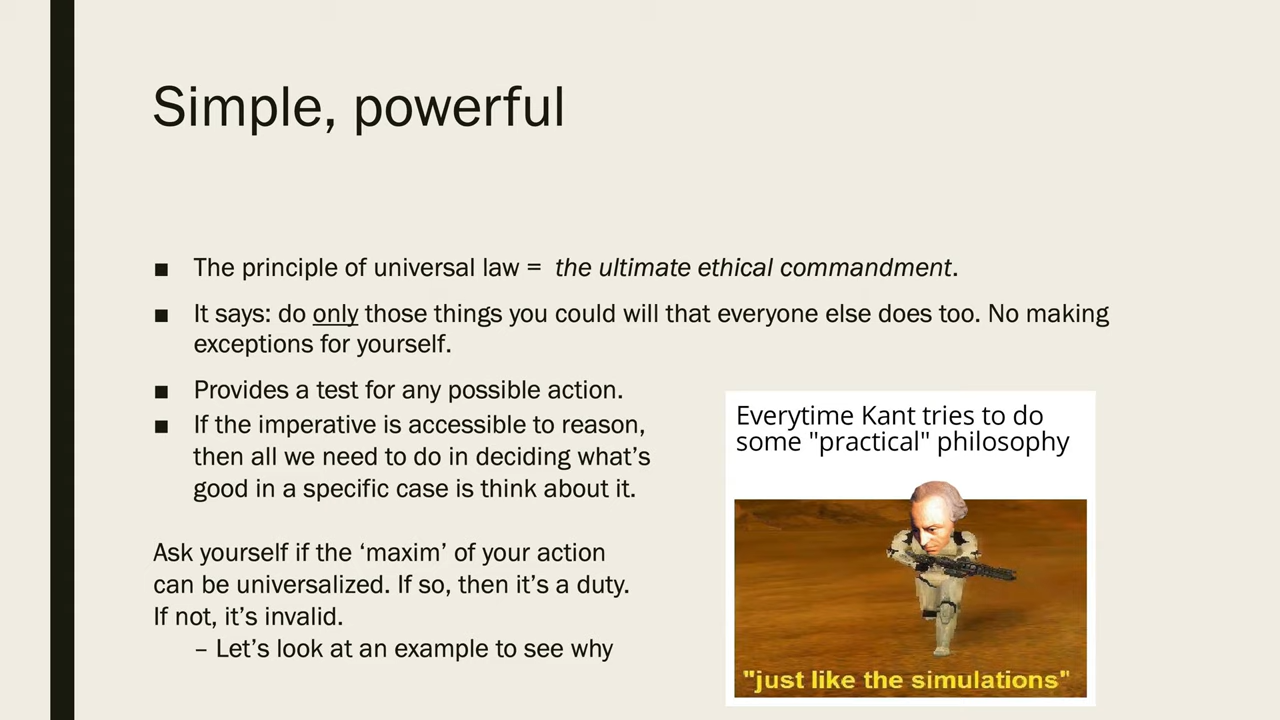 Simple, powerful
■ The principle of universal law = the ultimate ethical commandment.
■ It says: do only those things you could will that everyone else does too. No making
exceptions for yourself.
■ Provides a test for any possible action.
■ If the imperative is accessible to reason,
then all we need to do in deciding what’s
good in a specific case is think about it.
Ask yourself if the ‘maxim’ of your action
can be universalized. If so, then it’s a duty.
If not, it’s invalid.
– Let’s look at an example to see why
Everytime Kant tries to do
some "practical" philosophy
"just like the simulations"